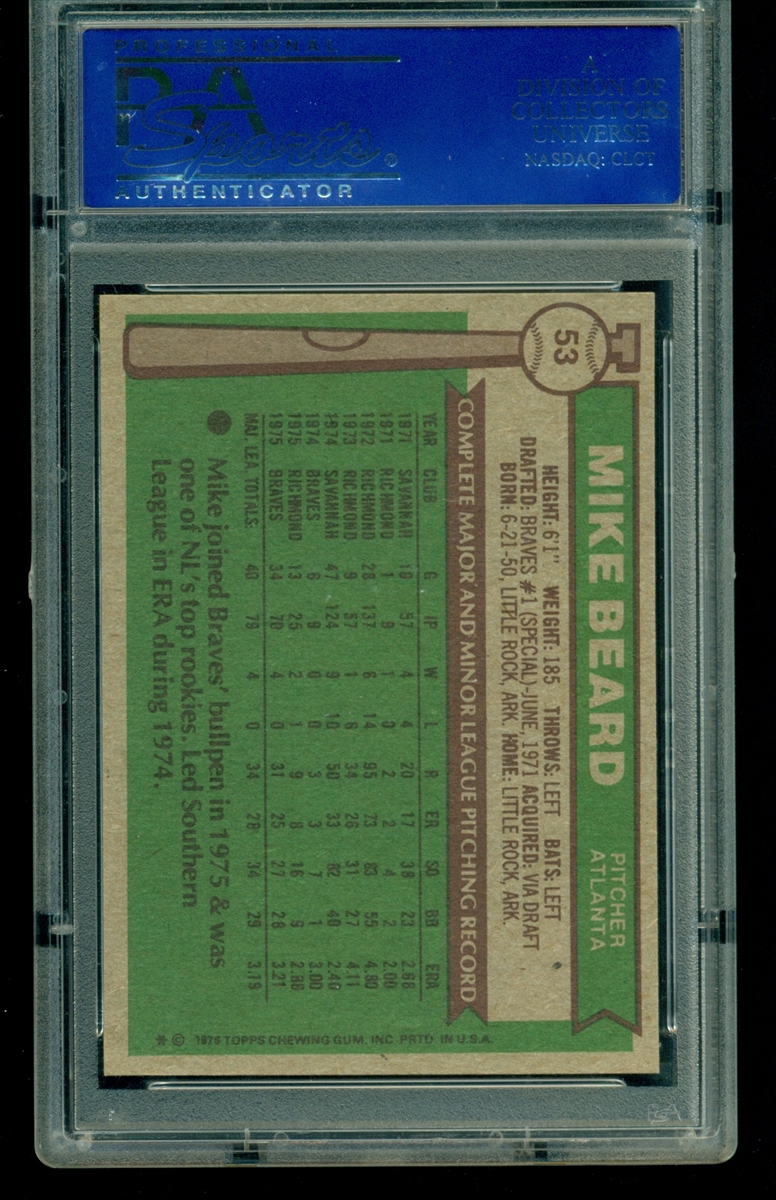 PROFESSIONAL
PSA
Sports®
AUTHENTICATOR
A
DIVISION OF
COLLECTORS
UNIVERSE
NASDAQ: CLCT
53
MIKE BEARD
PITCHER
ATLANTA
HEIGHT: 6'1" WEIGHT: 185 THROWS: LEFT BATS: LEFT
DRAFTED: BRAVES #1 (SPECIAL)-JUNE, 1971 ACQUIRED: VIA DRAFT
BORN: 6-21-50, LITTLE ROCK, ARK. HOME: LITTLE ROCK, ARK.
COMPLETE MAJOR AND MINOR LEAGUE PITCHING RECORD
YEAR CLUB G IP W L R ER SO BB ERA
1971 SAVANNAH 10 57 4 4 20 17 38 23 2.68
1971 RICHMOND 1 9 1 0 2 2 4 2 2.00
1972 RICHMOND 28 137 6 14 95 73 83 55 4.80
1973 RICHMOND 9 57 1 6 34 26 31 27 4.11
1974 SAVANNAH 47 124 9 10 50 33 82 40 2.40
1974 BRAVES 6 9 0 0 3 3 7 1 3.00
1975 RICHMOND 13 25 2 1 9 8 16 9 2.88
1975 BRAVES 34 70 4 0 31 25 27 28 3.21
MAJ. LEA. TOTALS: 40 79 4 0 34 28 34 29 3.19
Mike joined Braves' bullpen in 1975 & was
one of NL's top rookies. Led Southern
League in ERA during 1974.
* © 1976 TOPPS CHEWING GUM, INC. PRTD. IN U.S.A.